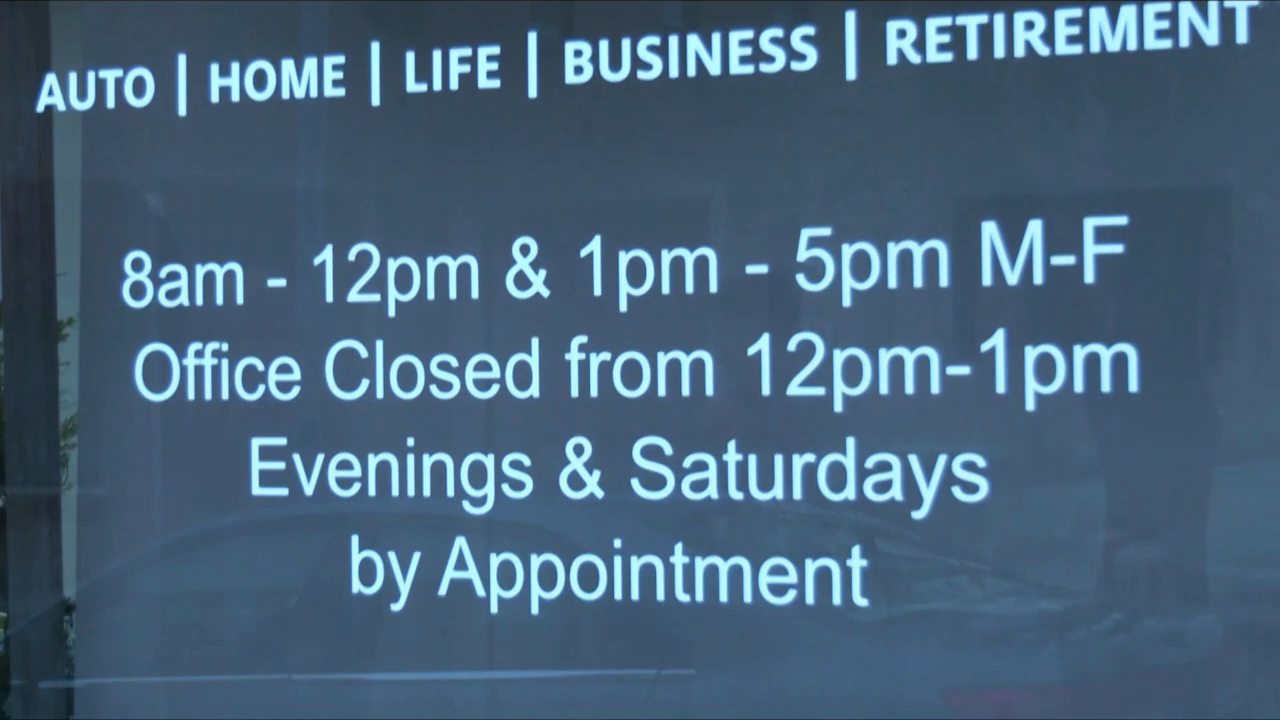 AUTO | HOME | LIFE | BUSINESS | RETIREMENT
8am - 12pm & 1pm - 5pm M-F
Office Closed from 12pm-1pm
Evenings & Saturdays
by Appointment